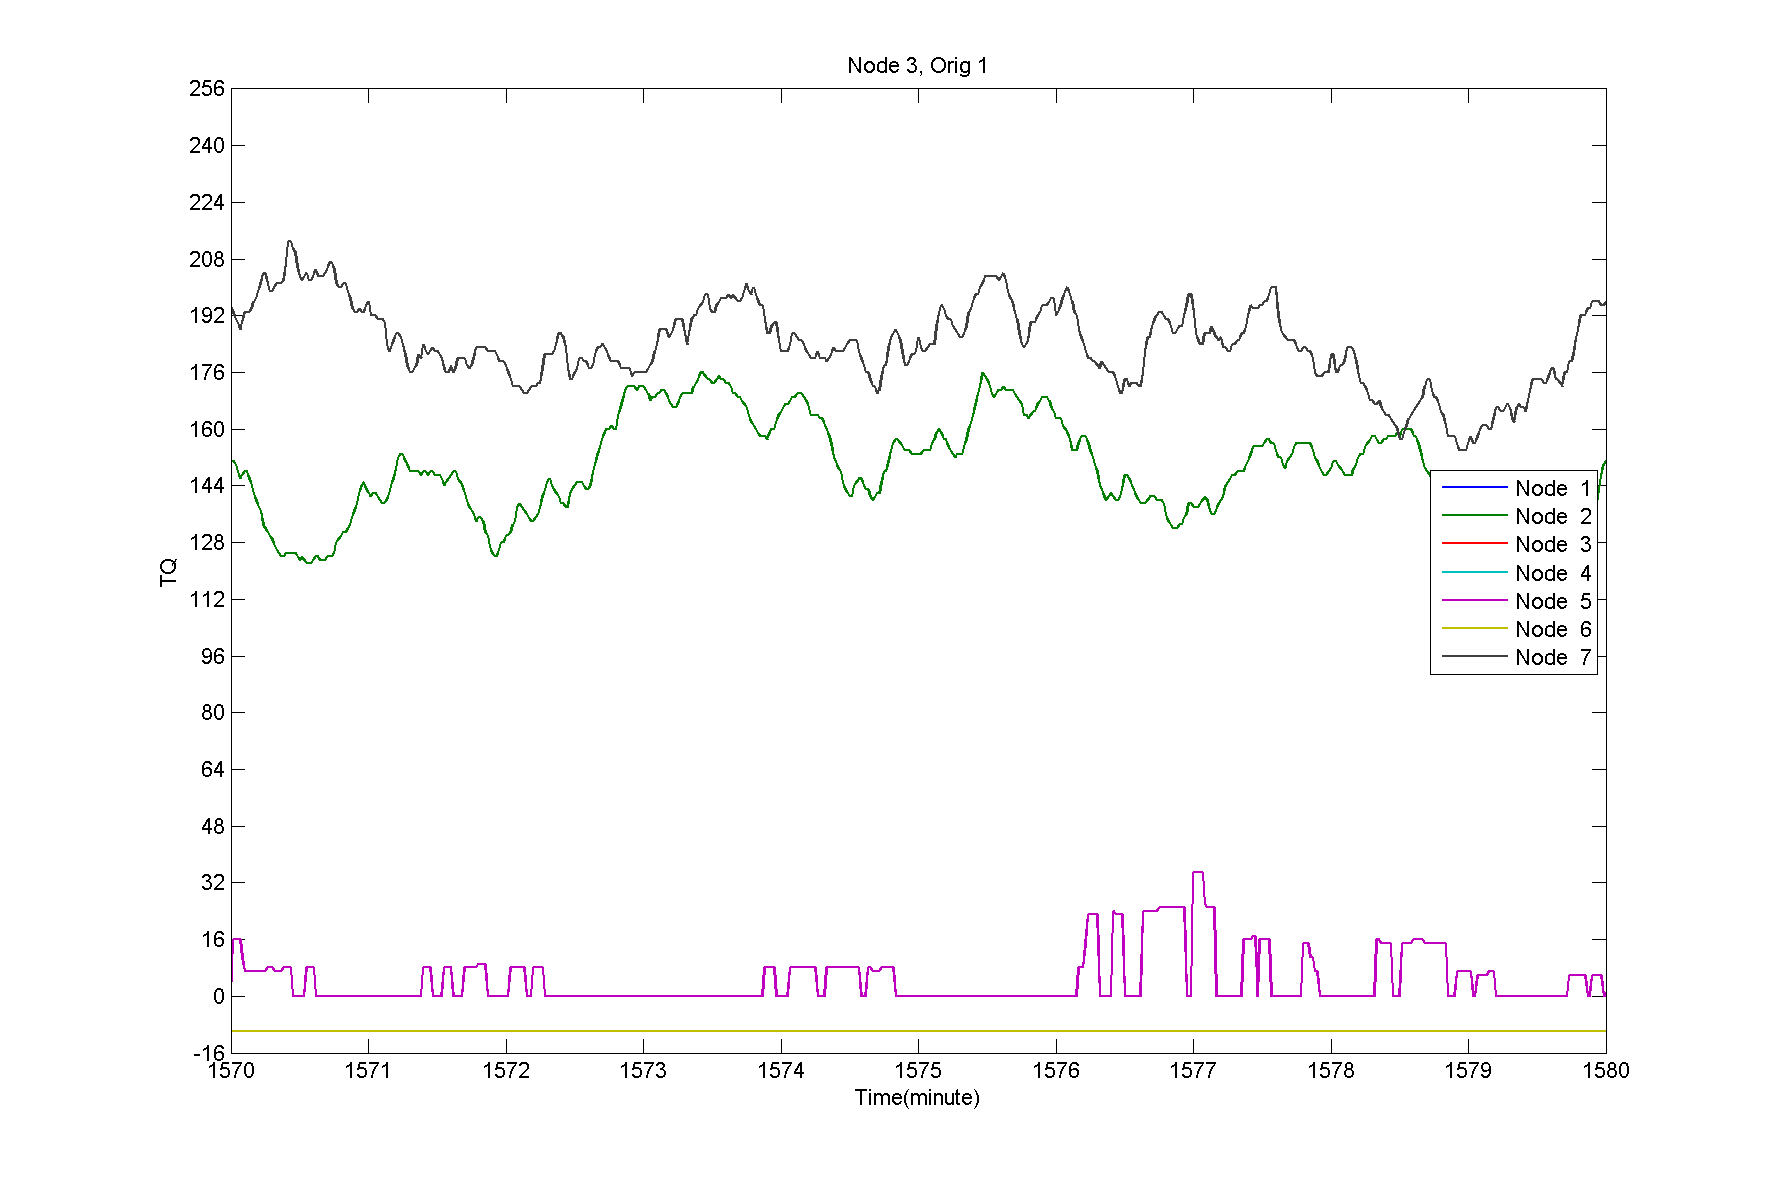 Node 3, Orig 1
256
240
224
208
192
176
160
144
128
112
96
80
64
48
32
16
0
-16
TQ
Node 1
Node 2
Node 3
Node 4
Node 5
Node 6
Node 7
1570 1571 1572 1573 1574 1575 1576 1577 1578 1579 1580
Time(minute)